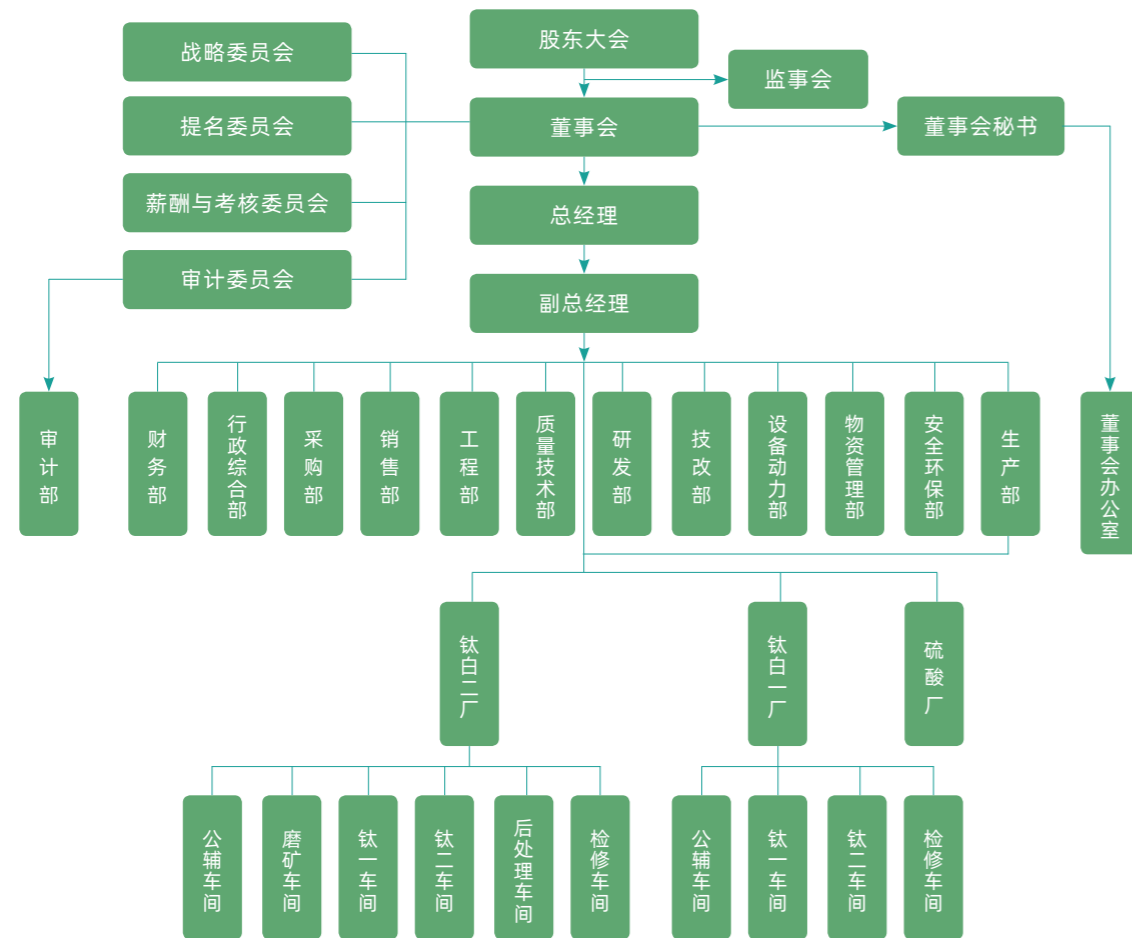 战略委员会
股东大会
监事会
提名委员会
董事会
董事会秘书
薪酬与考核委员会
总经理
审计委员会
副总经理
审计部
财务部
行政综合部
采购部
销售部
工程部
质量技术部
研发部
技改部
设备动力部
物资管理部
安全环保部
生产部
董事会办公室
钛白二厂
钛白一厂
硫酸厂
公辅车间
磨矿车间
钛一车间
钛二车间
后处理车间
检修车间
公辅车间
钛一车间
钛二车间
检修车间